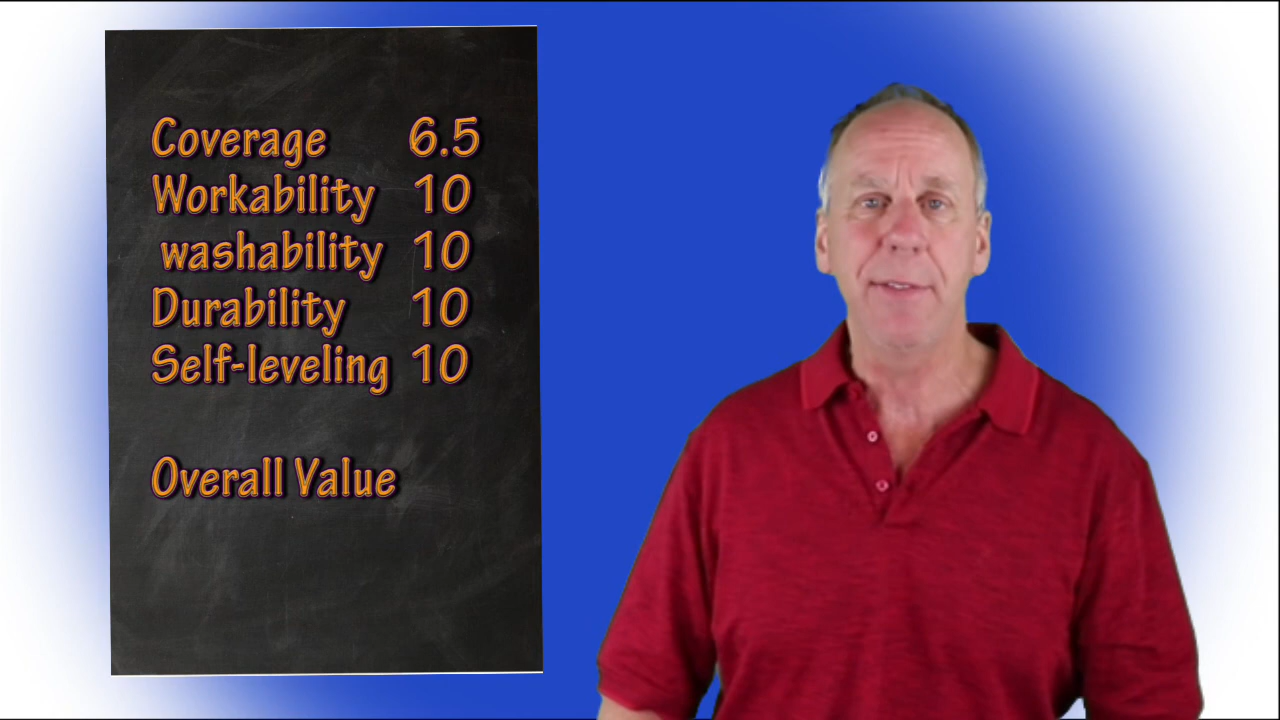 Coverage 6.5
Workability 10
washability 10
Durability 10
Self-leveling 10
Overall Value